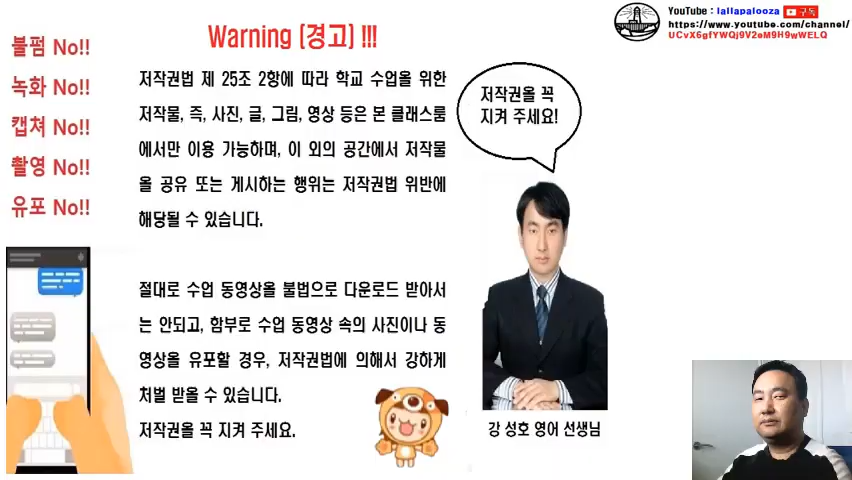 불펌 No!!
녹화 No!!
캡쳐 No!!
촬영 No!!
유포 No!!
Warning (경고) !!!
저작권법 제 25조 2항에 따라 학교 수업을 위한
저작물, 즉, 사진, 글, 그림, 영상 등은 본 클래스룸
에서만 이용 가능하며, 이 외의 공간에서 저작물
을 공유 또는 게시하는 행위는 저작권법 위반에
해당될 수 있습니다.
절대로 수업 동영상을 불법으로 다운로드 받아서
는 안되고, 함부로 수업 동영상 속의 사진이나 동
영상을 유포할 경우, 저작권법에 의해서 강하게
처벌 받을 수 있습니다.
저작권을 꼭 지켜 주세요.
저작권을 꼭
지켜 주세요!
강 성호 영어 선생님
YouTube : lallapalooza 구독
https://www.youtube.com/channel/
UCvX6gfYWQj9V2eM9H9wWELQ